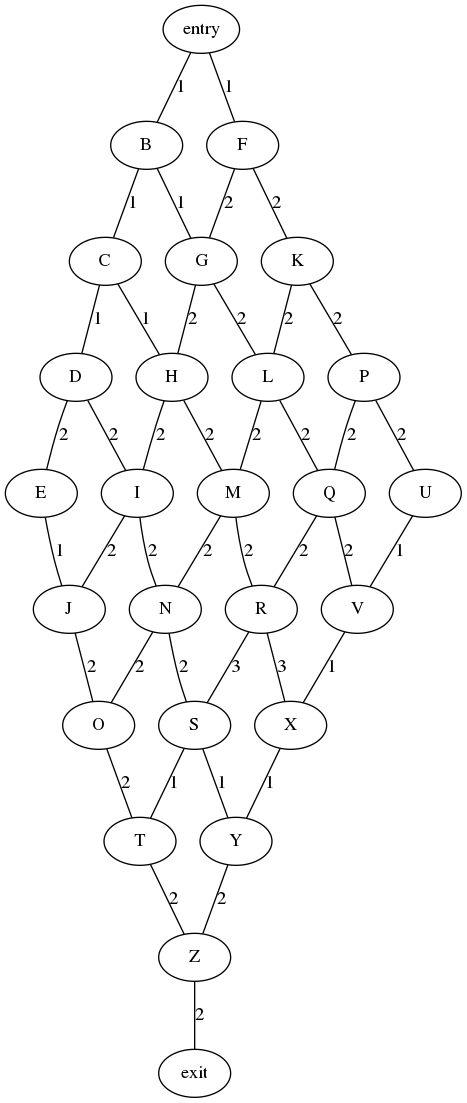 entry
1 1
B F
1 1 2 2
C G K
1 1 2 2 2 2
D H L P
2 2 2 2 2 2 2 2
E I M Q U
1 2 2 2 2 2 2 1
J N R V
2 2 2 3 3 1
O S X
2 1 1 1
T Y
2 2
Z
2
exit